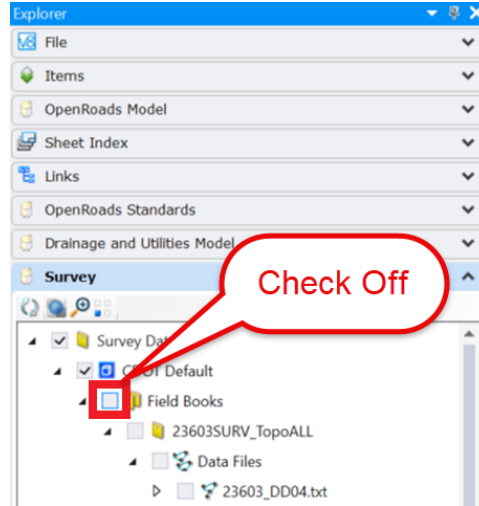 Explorer
File
Items
OpenRoads Model
Sheet Index
Links
OpenRoads Standards
Drainage and Utilities Model
Survey
Check Off
Survey Da
Default
Field Books
23603SURV_TopoALL
Data Files
23603_DD04.txt